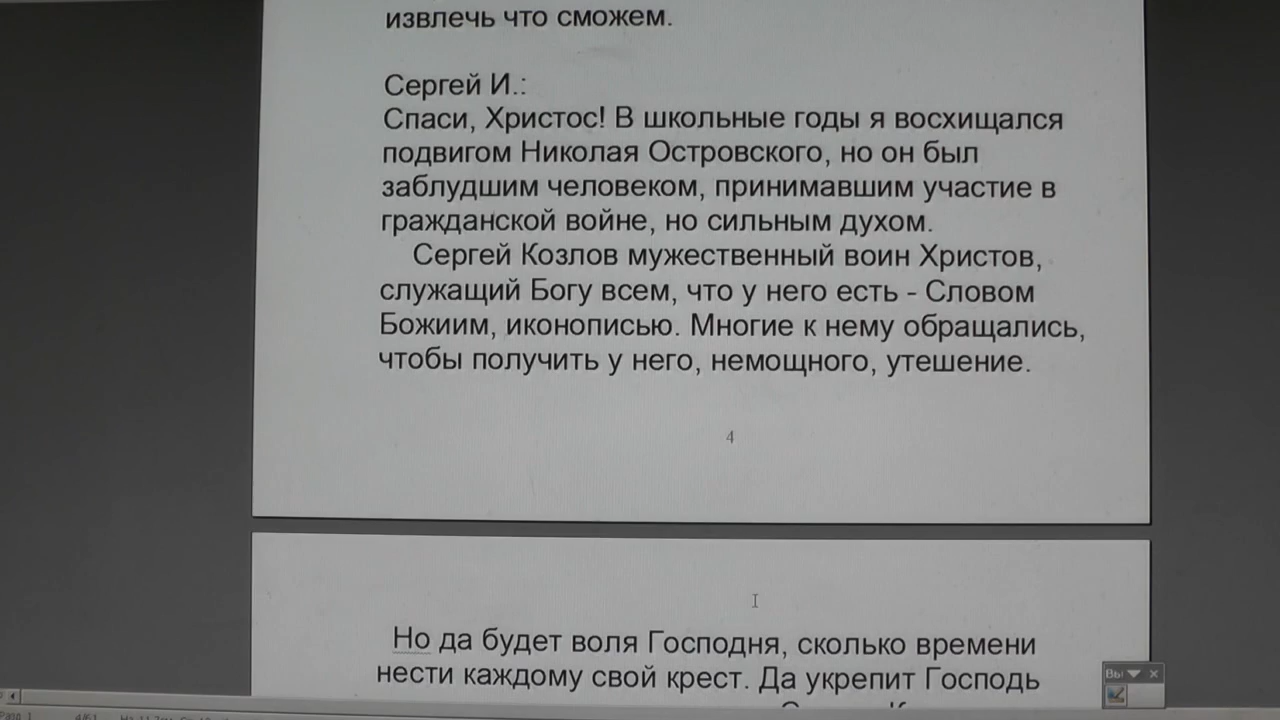 извлечь что сможем.
Сергей И.:
Спаси, Христос! В школьные годы я восхищался
подвигом Николая Островского, но он был
заблудшим человеком, принимавшим участие в
гражданской войне, но сильным духом.
Сергей Козлов мужественный воин Христов,
служащий Богу всем, что у него есть - Словом
Божиим, иконописью. Многие к нему обращались,
чтобы получить у него, немощного, утешение.
4
Но да будет воля Господня, сколько времени
нести каждому свой крест. Да укрепит Господь
Вы